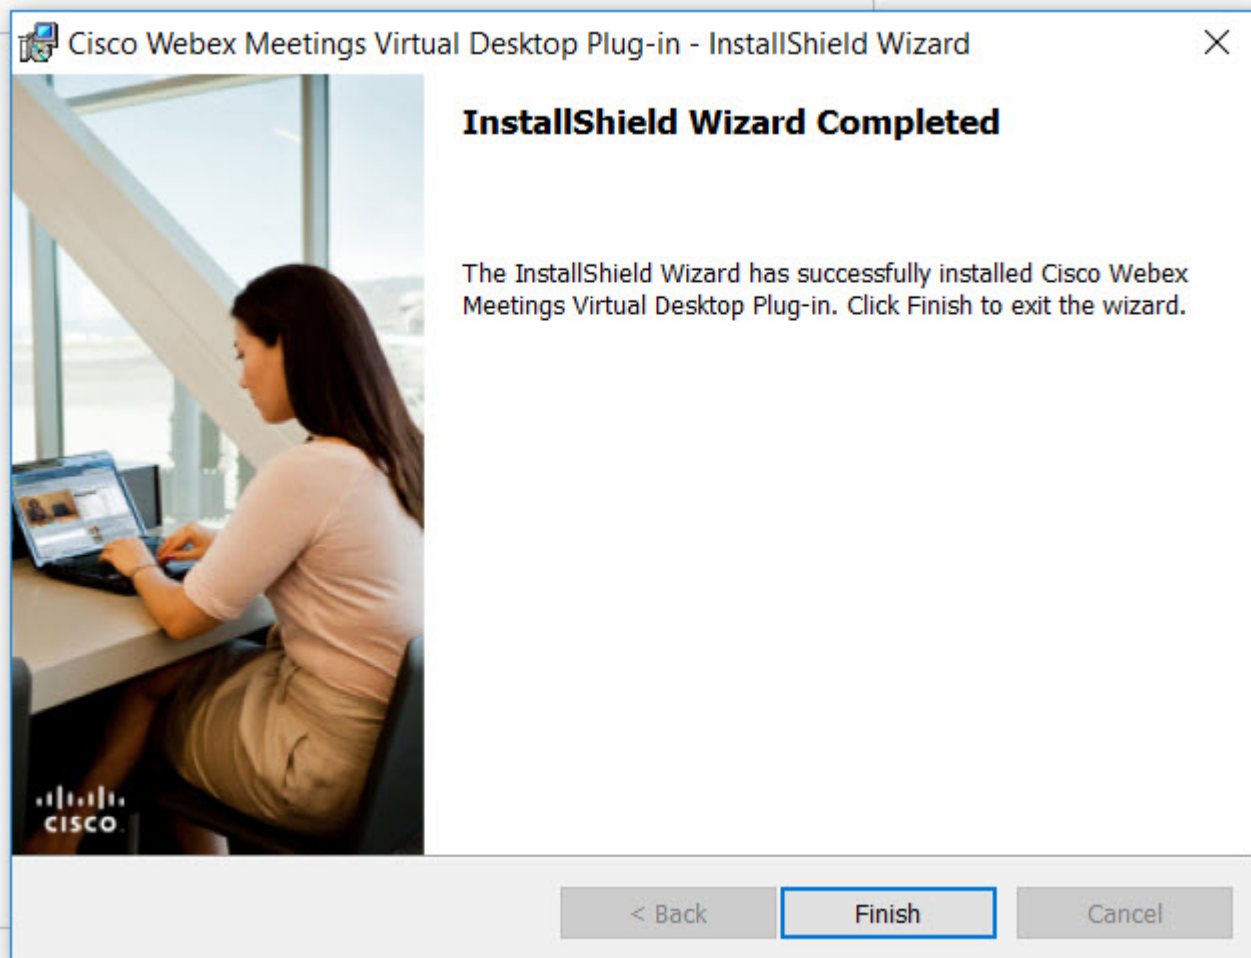 Cisco Webex Meetings Virtual Desktop Plug-in - InstallShield Wizard
InstallShield Wizard Completed
The InstallShield Wizard has successfully installed Cisco Webex
Meetings Virtual Desktop Plug-in. Click Finish to exit the wizard.
CISCO
< Back
Finish
Cancel